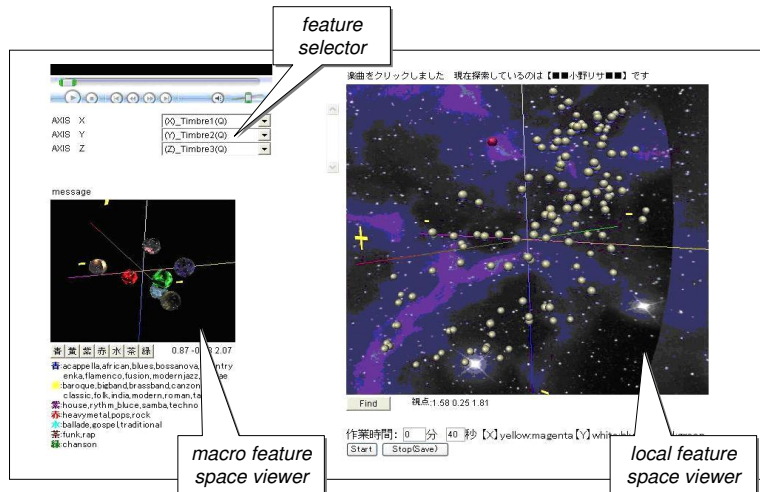 feature
selector
楽曲をクリックしました 現在探索しているのは【■■小野リサ■■】です
AXIS X (X)_Timbre1(Q)
AXIS Y (Y)_Timbre2(Q)
AXIS Z (Z)_Timbre3(Q)
message
青 黄 紫 赤 水 茶 緑 0.87 2.07
青:acappella,african,blues,bossanova,
enka,flamenco,fusion,modernjazz,
:baroque,bigband,brassband,
classic,folk,india,modern,roman,
紫:house,rythm_bluce,samba,techno
赤:heavymetal,pops,rock
水:ballade,gospel,traditional
茶:funk,rap
緑:chanson
Find 視点:1.58 0.25 1.81
作業時間: 0 分 40 秒 【X】yellow:magenta【Y】
Start Stop(Save)
macro feature
space viewer
local feature
space viewer